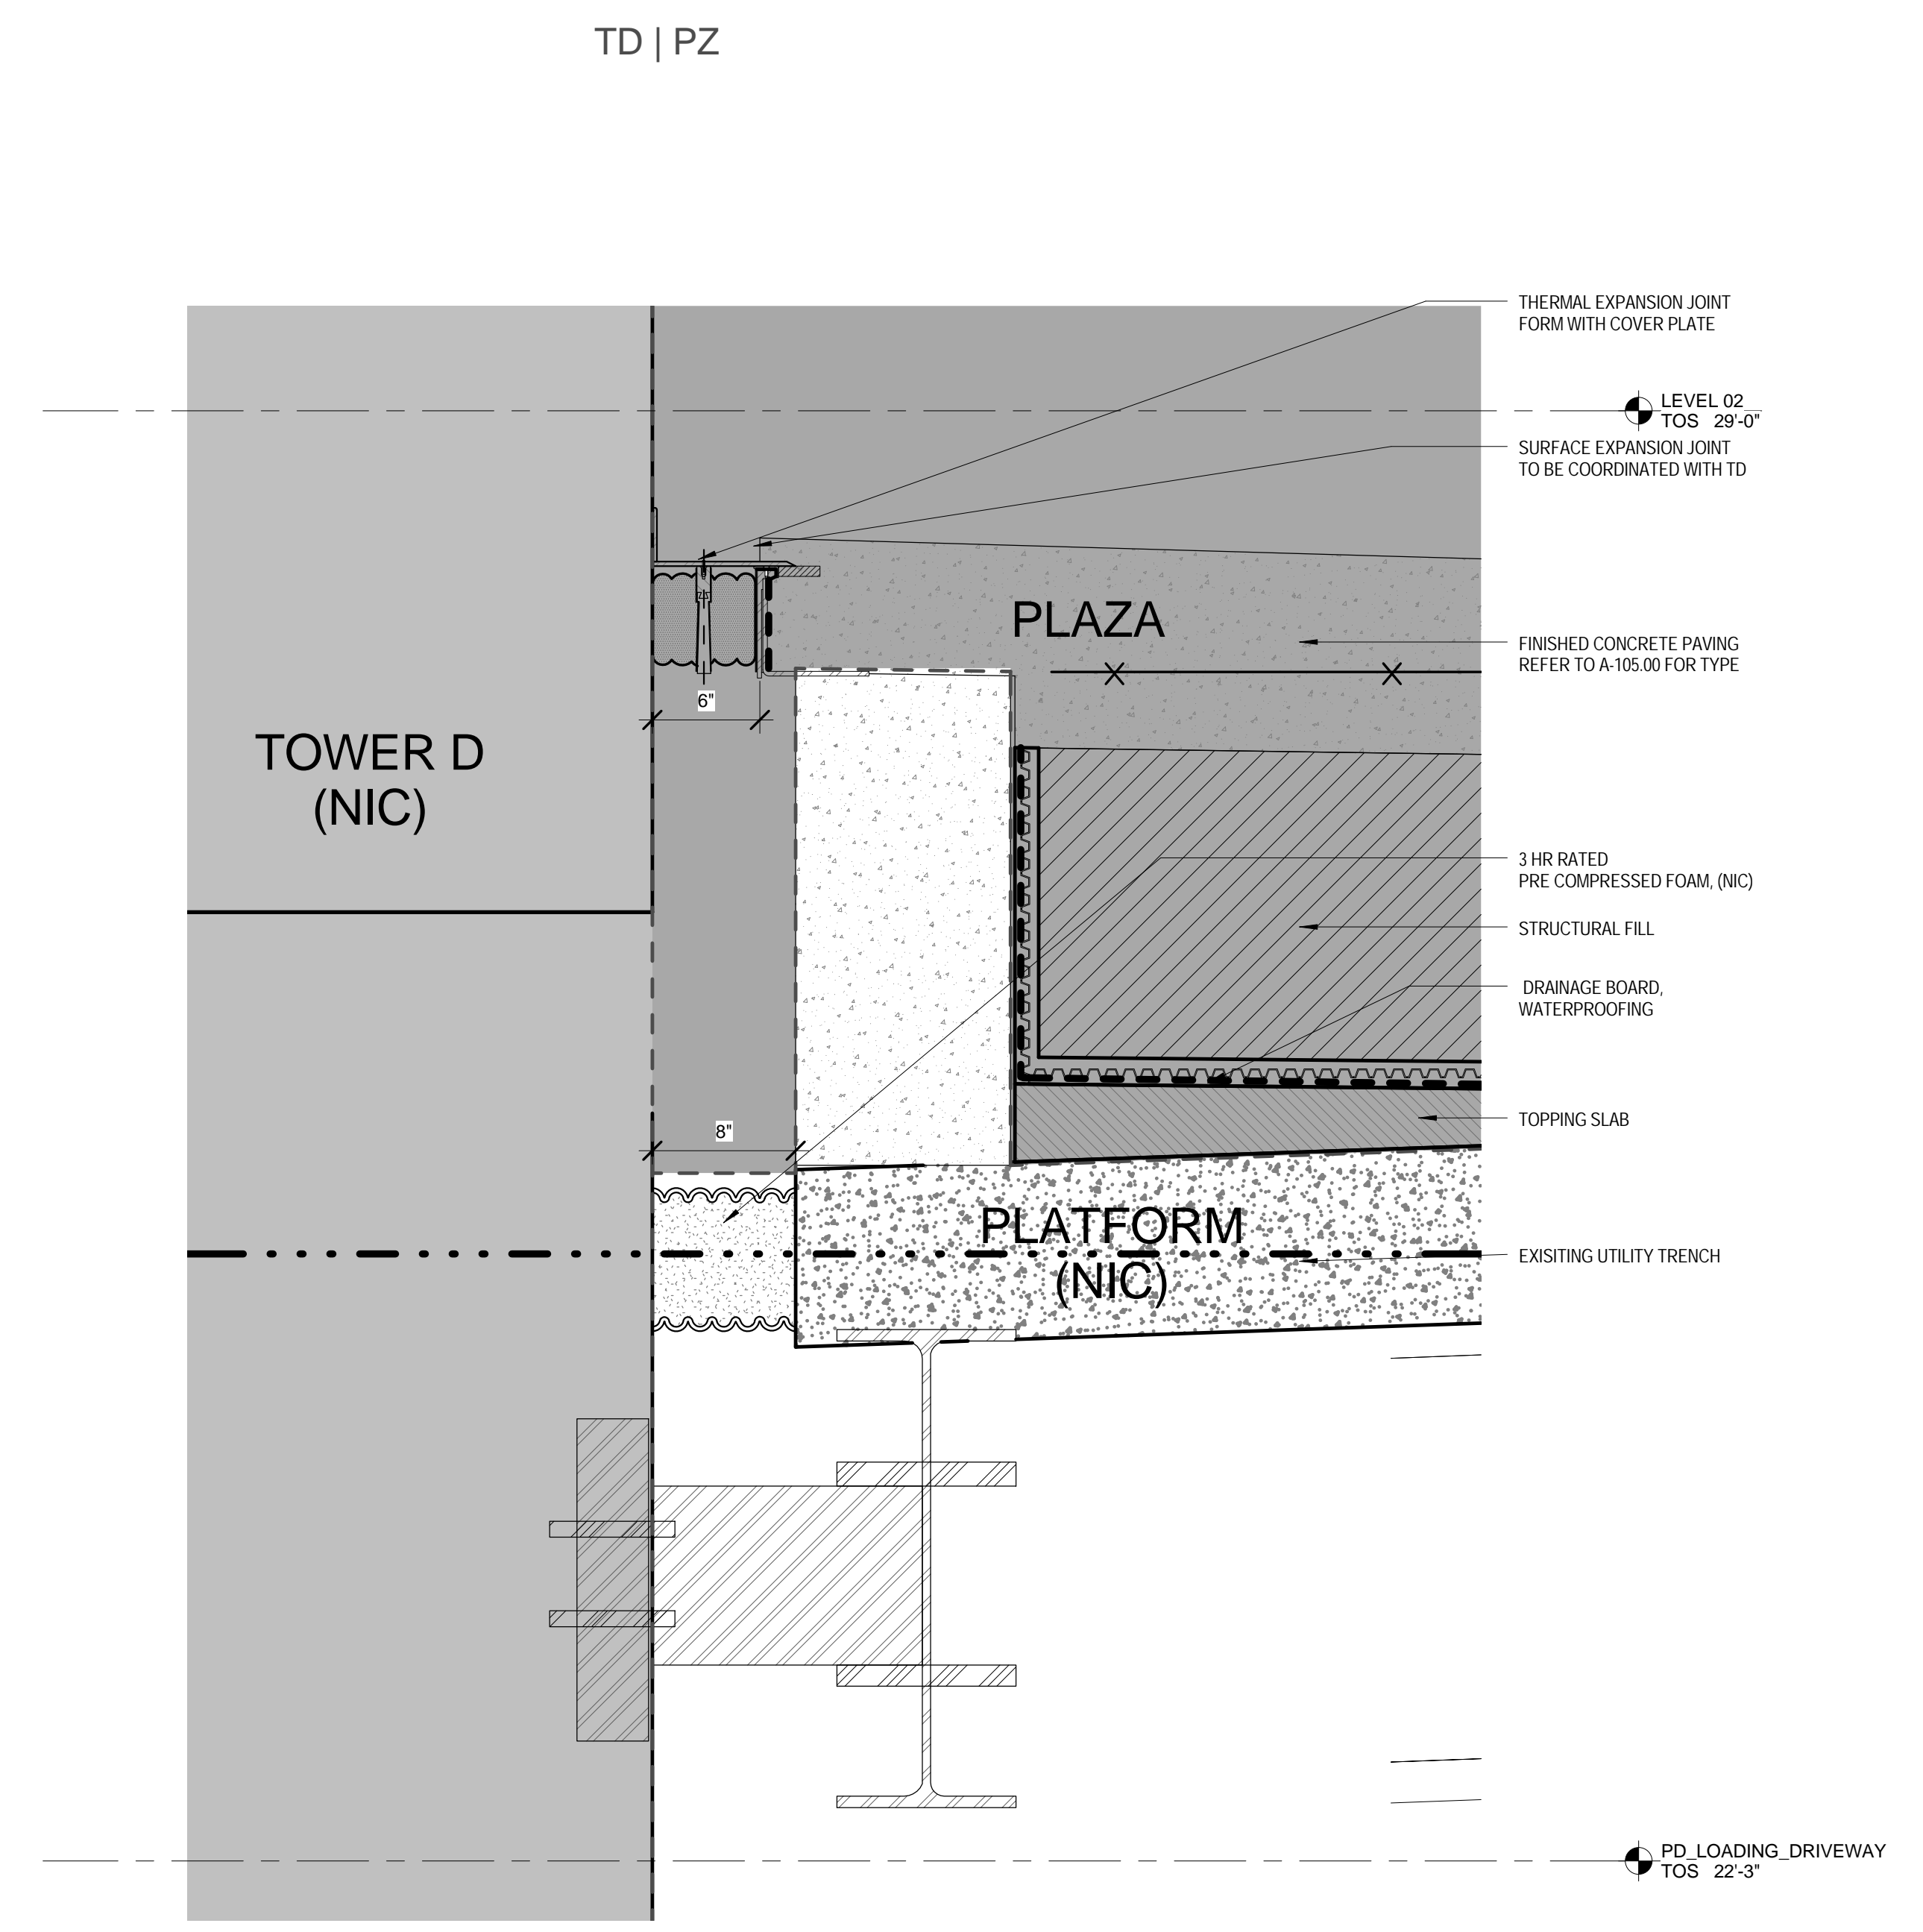 TD | PZ
THERMAL EXPANSION JOINT
FORM WITH COVER PLATE
LEVEL 02
TOS 29'-0"
SURFACE EXPANSION JOINT
TO BE COORDINATED WITH TD
PLAZA
FINISHED CONCRETE PAVING
REFER TO A-105.00 FOR TYPE
6"
TOWER D
(NIC)
3 HR RATED
PRE COMPRESSED FOAM, (NIC)
STRUCTURAL FILL
DRAINAGE BOARD,
WATERPROOFING
8"
TOPPING SLAB
PLATFORM
(NIC)
EXISITING UTILITY TRENCH
PD_LOADING_DRIVEWAY
TOS 22'-3"